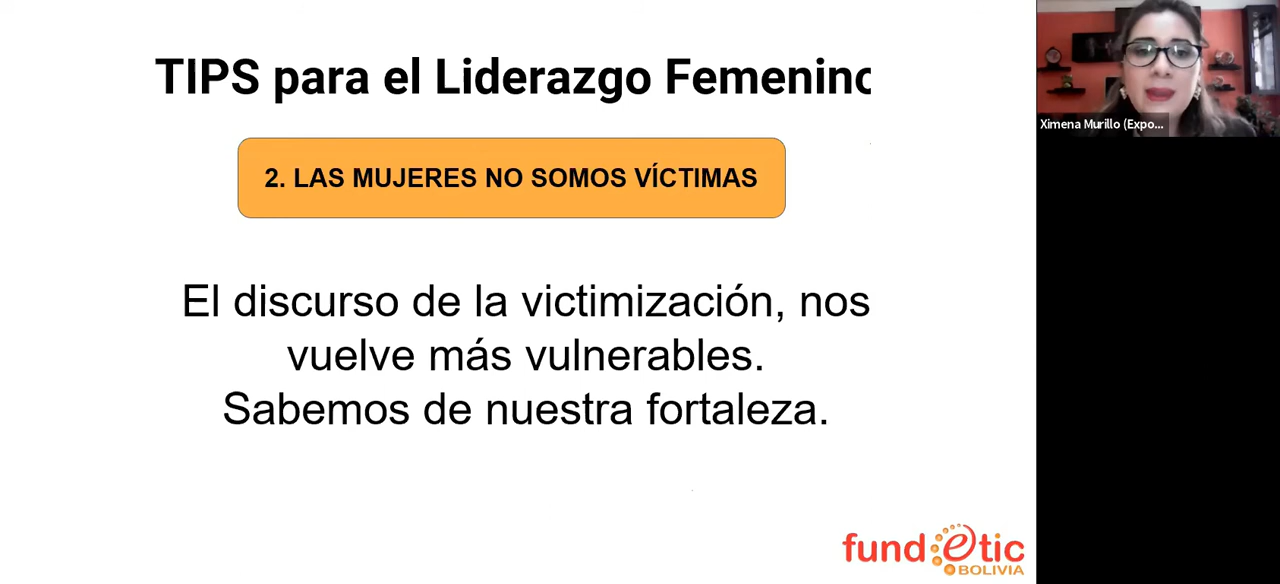 TIPS para el Liderazgo Femenino
2. LAS MUJERES NO SOMOS VÍCTIMAS
El discurso de la victimización, nos
vuelve más vulnerables.
Sabemos de nuestra fortaleza.
fundetic
BOLIVIA
Ximena Murillo (Expo...